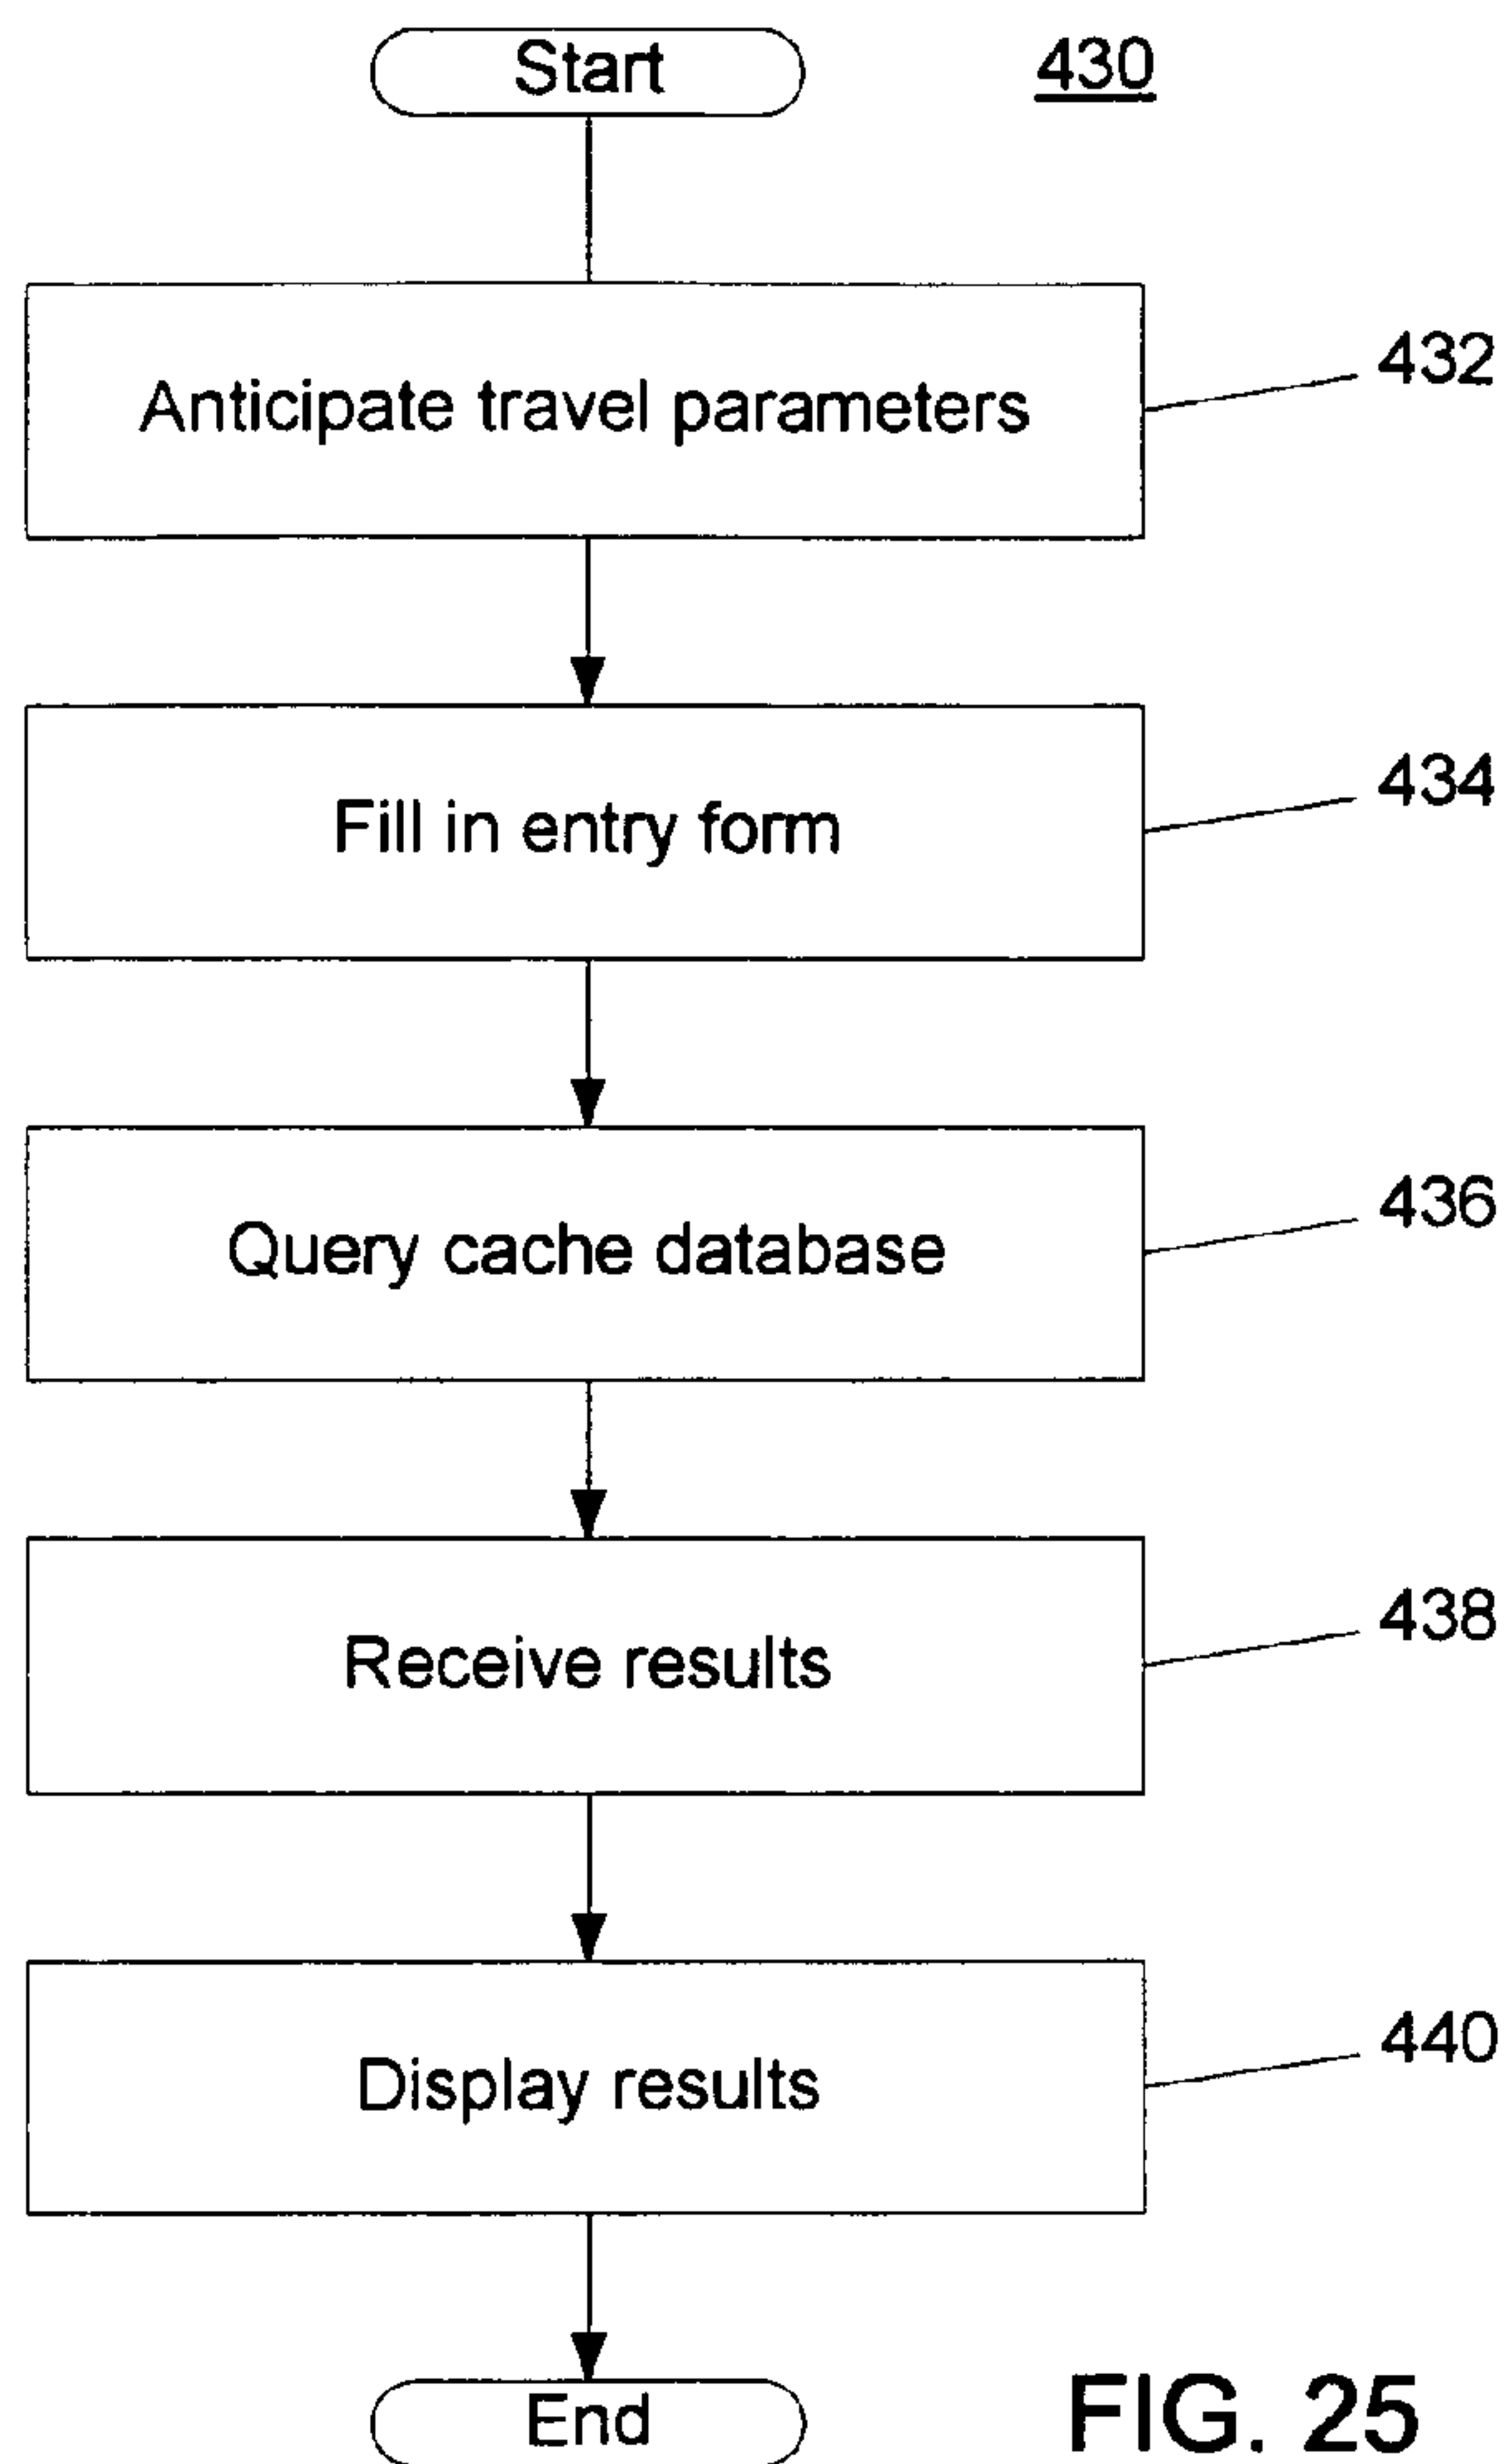 Start
430
Anticipate travel parameters
432
Fill in entry form
434
Query cache database
436
Receive results
438
Display results
440
End
FIG. 25